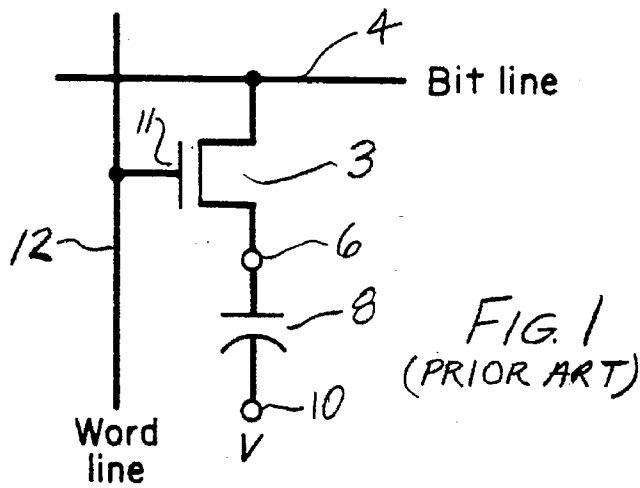 4
Bit line
11
3
12
6
8
FIG. 1
(PRIOR ART)
10
V
Word
line